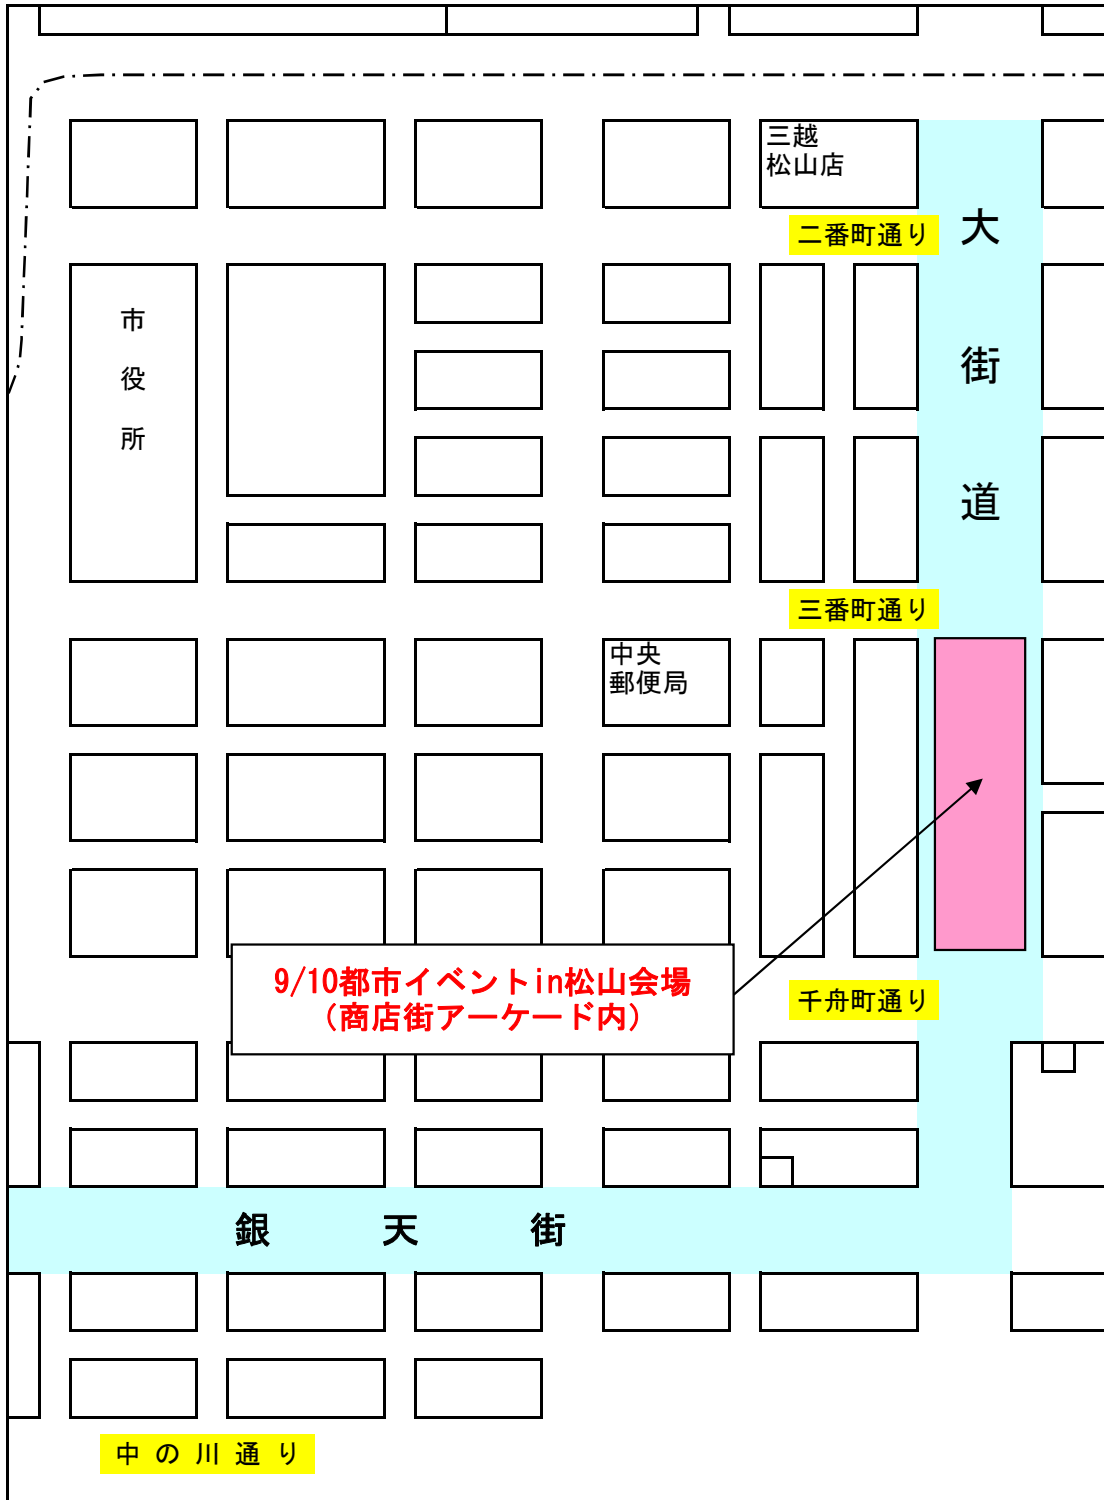 三越
松山店
二番町通り
大街道
市役所
三番町通り
中央
郵便局
9/10都市イベントin松山会場
（商店街アーケード内）
千舟町通り
銀天街
中の川通り